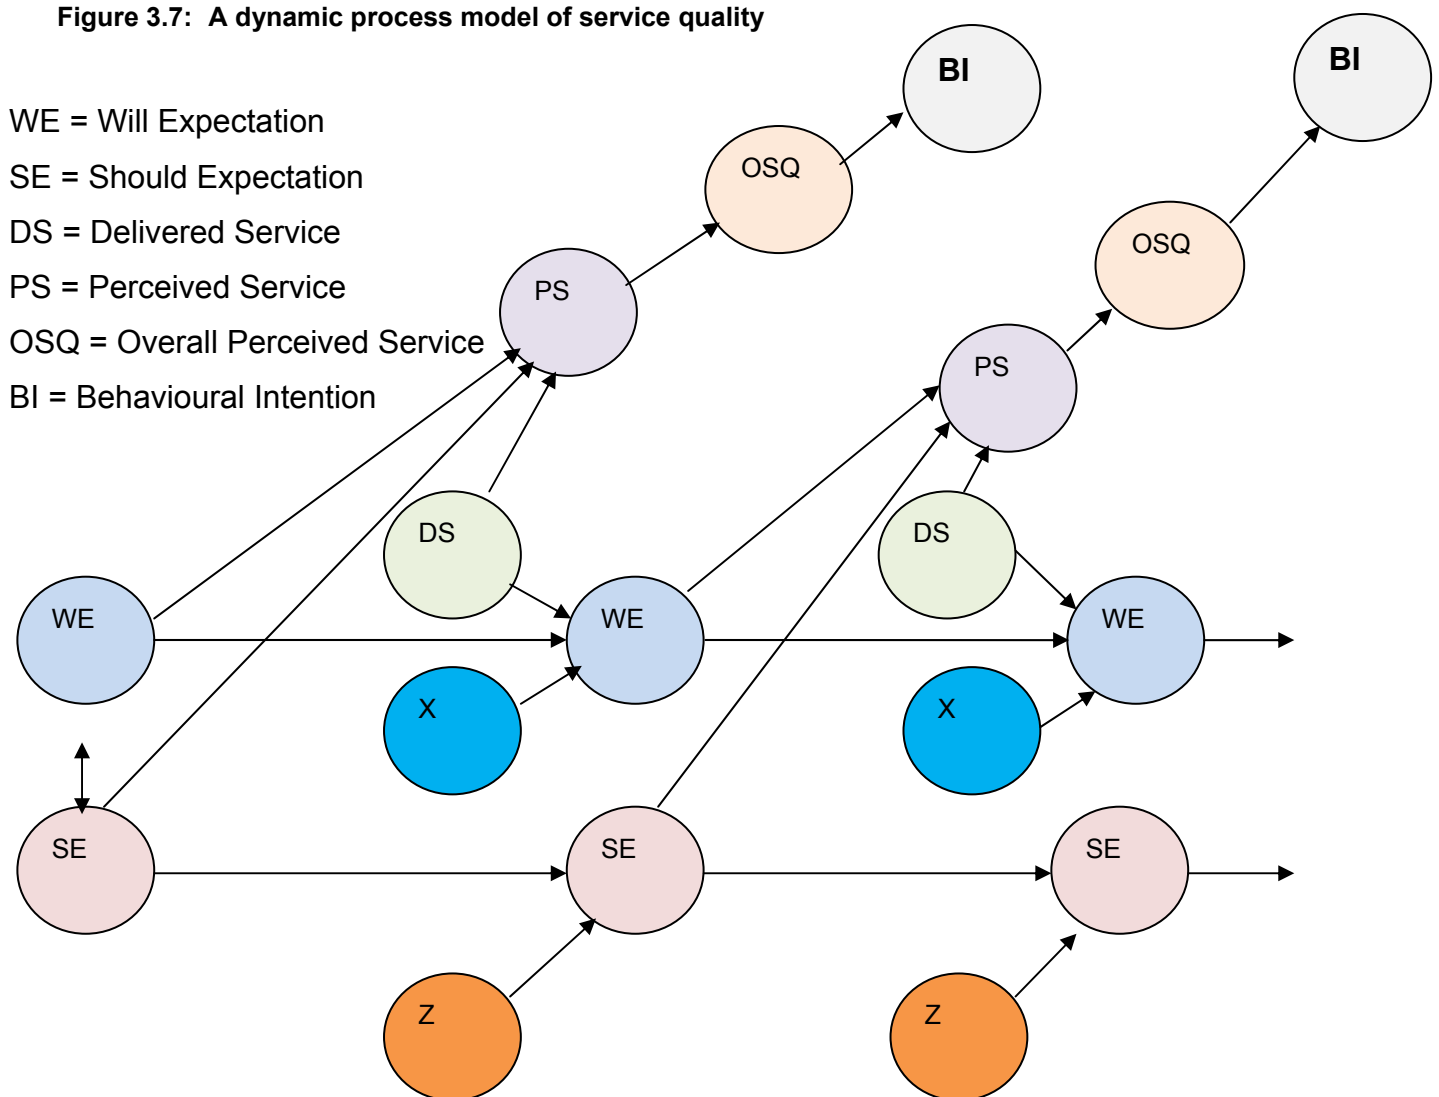 Figure 3.7: A dynamic process model of service quality
BI
BI
WE = Will Expectation
SE = Should Expectation
DS = Delivered Service
PS = Perceived Service
OSQ = Overall Perceived Service
BI = Behavioural Intention
OSQ
OSQ
PS
PS
DS
DS
WE
WE
WE
X
X
SE
SE
SE
Z
Z